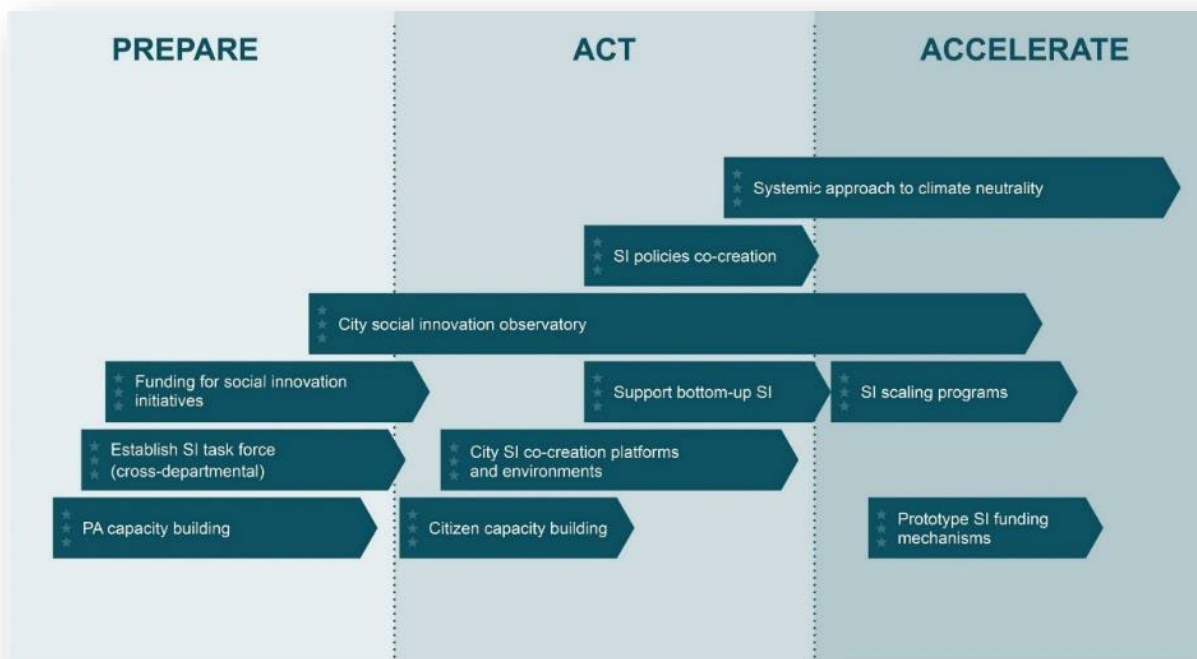 PREPARE
ACT
ACCELERATE
Systemic approach to climate neutrality
SI policies co-creation
City social innovation observatory
Funding for social innovation
initiatives
Support bottom-up SI
SI scaling programs
Establish SI task force
(cross-departmental)
City SI co-creation platforms
and environments
PA capacity building
Citizen capacity building
Prototype SI funding
mechanisms